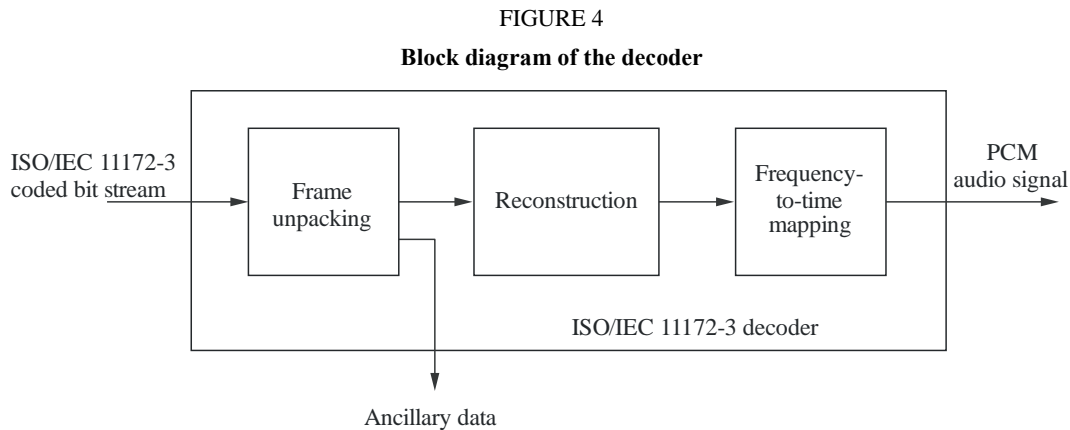 FIGURE 4
Block diagram of the decoder
ISO/IEC 11172-3
coded bit stream
Frame
unpacking
Reconstruction
Frequency-
to-time
mapping
PCM
audio signal
ISO/IEC 11172-3 decoder
Ancillary data